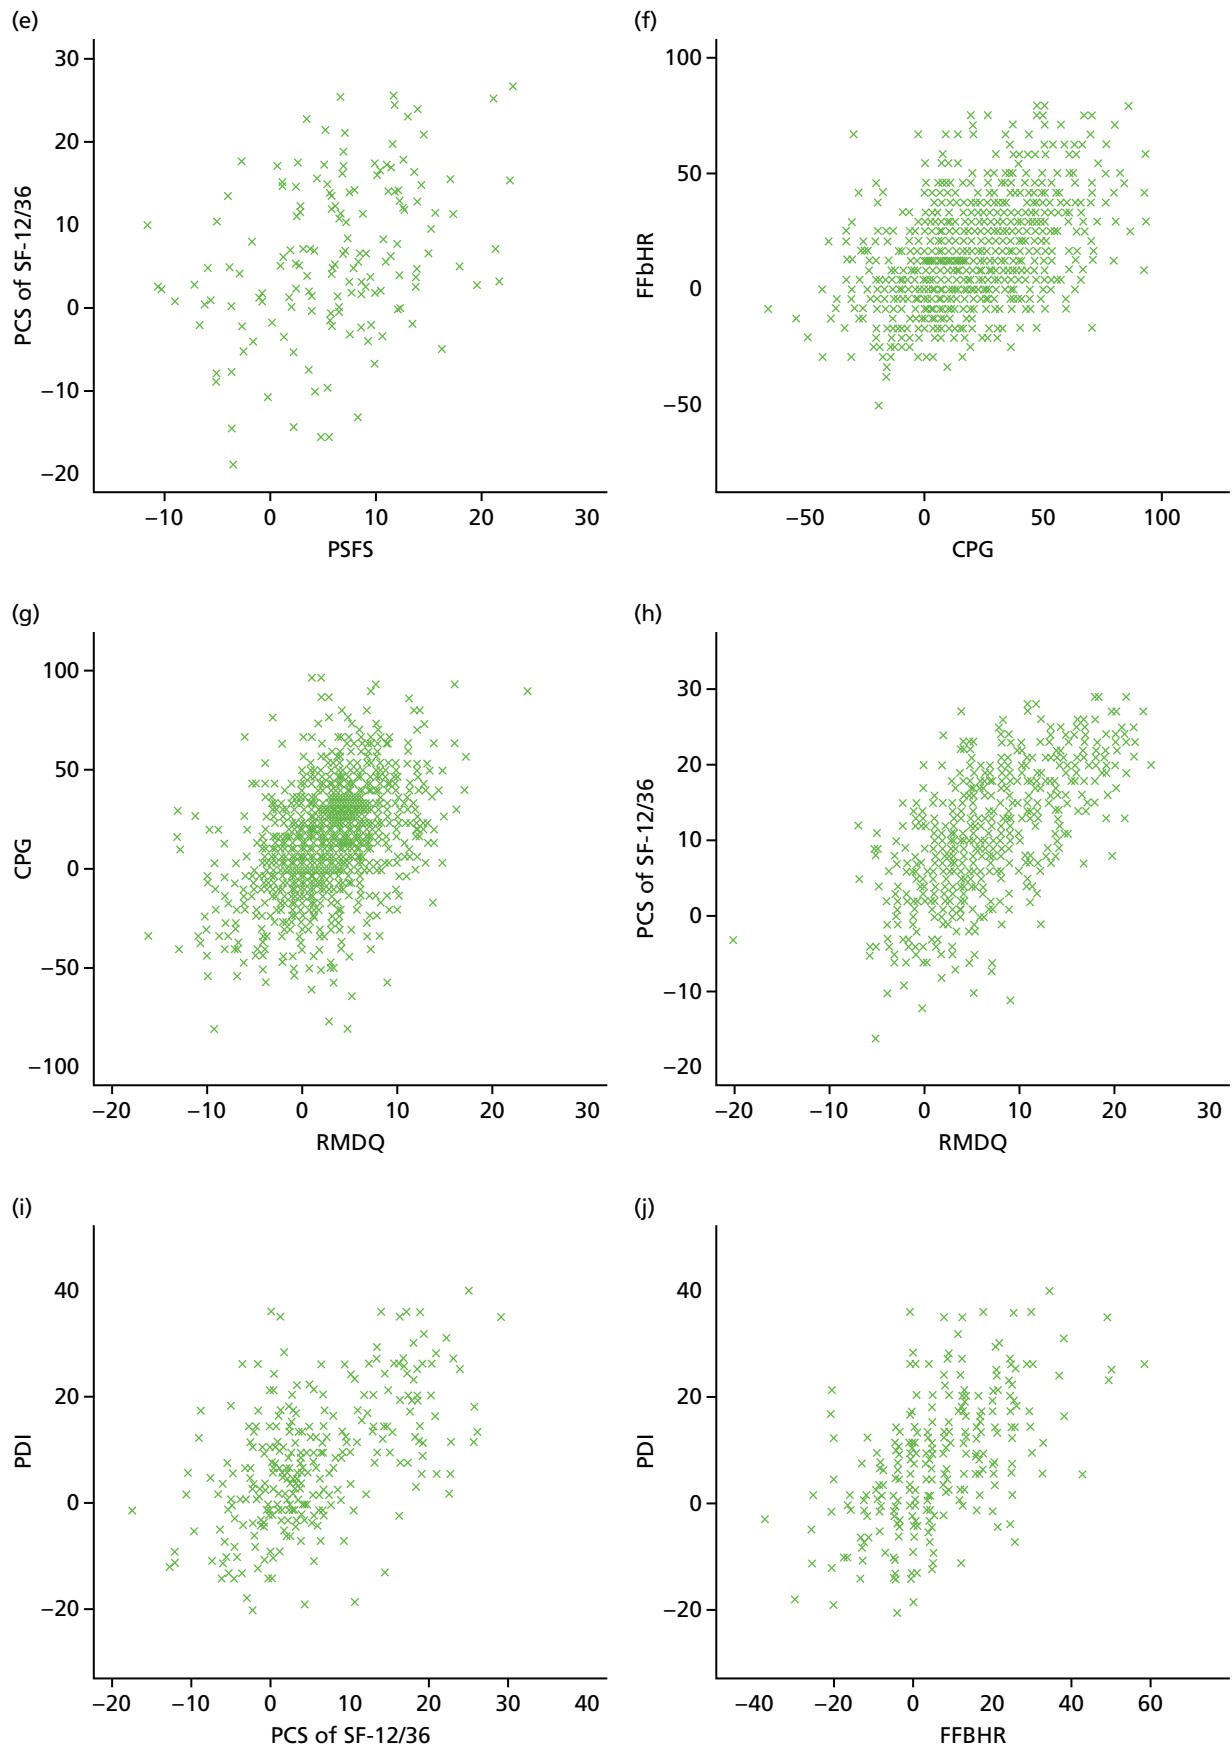 (e)
30
20
10
0
−10
−20
PCS of SF-12/36
−10 0 10 20 30
PSFS
(f)
100
50
0
−50
FFbHR
−50 0 50 100
CPG
(g)
100
50
0
−50
−100
CPG
−20 −10 0 10 20 30
RMDQ
(h)
30
20
10
0
−10
−20
PCS of SF-12/36
−20 −10 0 10 20 30
RMDQ
(i)
40
20
0
−20
PDI
−20 −10 0 10 20 30 40
PCS of SF-12/36
(j)
40
20
0
−20
PDI
−40 −20 0 20 40 60
FFBHR